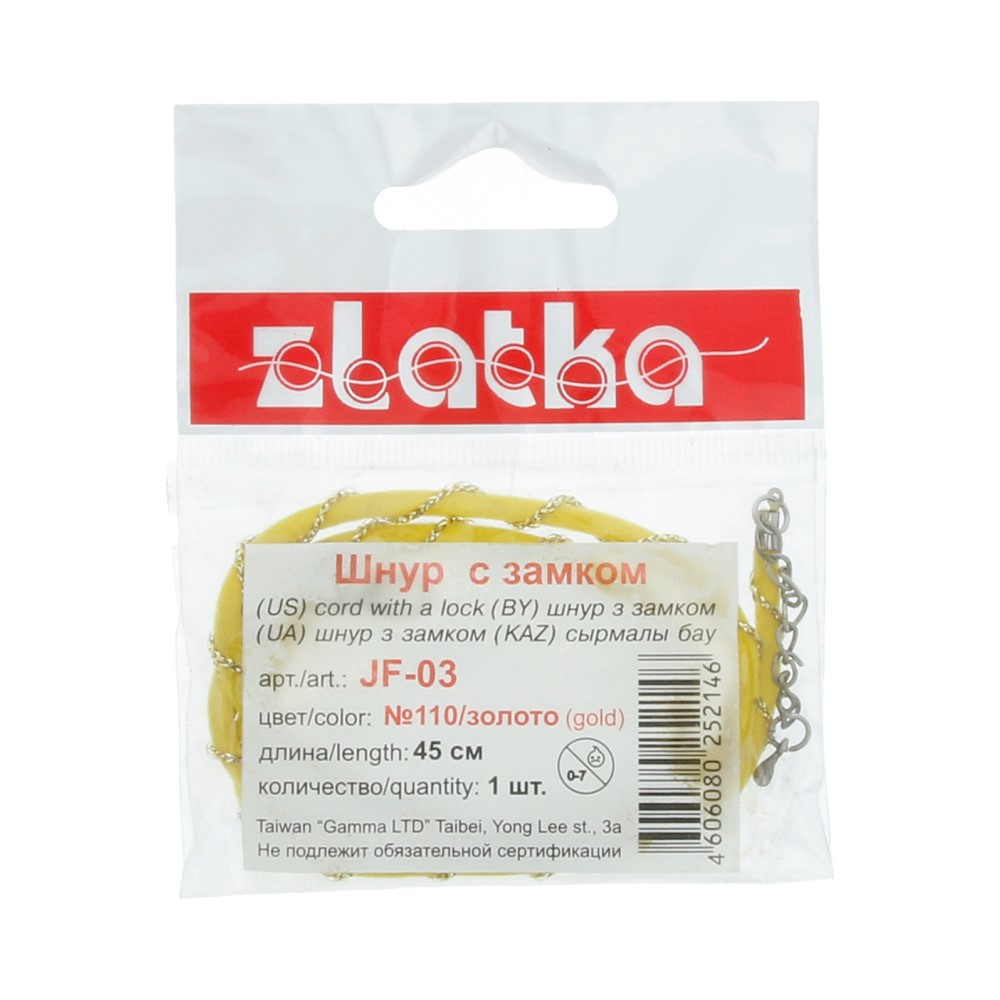 zlatka
Шнур с замком
(US) cord with a lock (BY) шнур з замком
(UA) шнур з замком (KAZ) сырмалы бау
арт./art.: JF-03
цвет/color: №110/золото (gold)
длина/length: 45 см
0-7
количество/quantity: 1 шт.
Taiwan “Gamma LTD” Taibei, Yong Lee st., 3a
Не подлежит обязательной сертификации
4 606080 252146